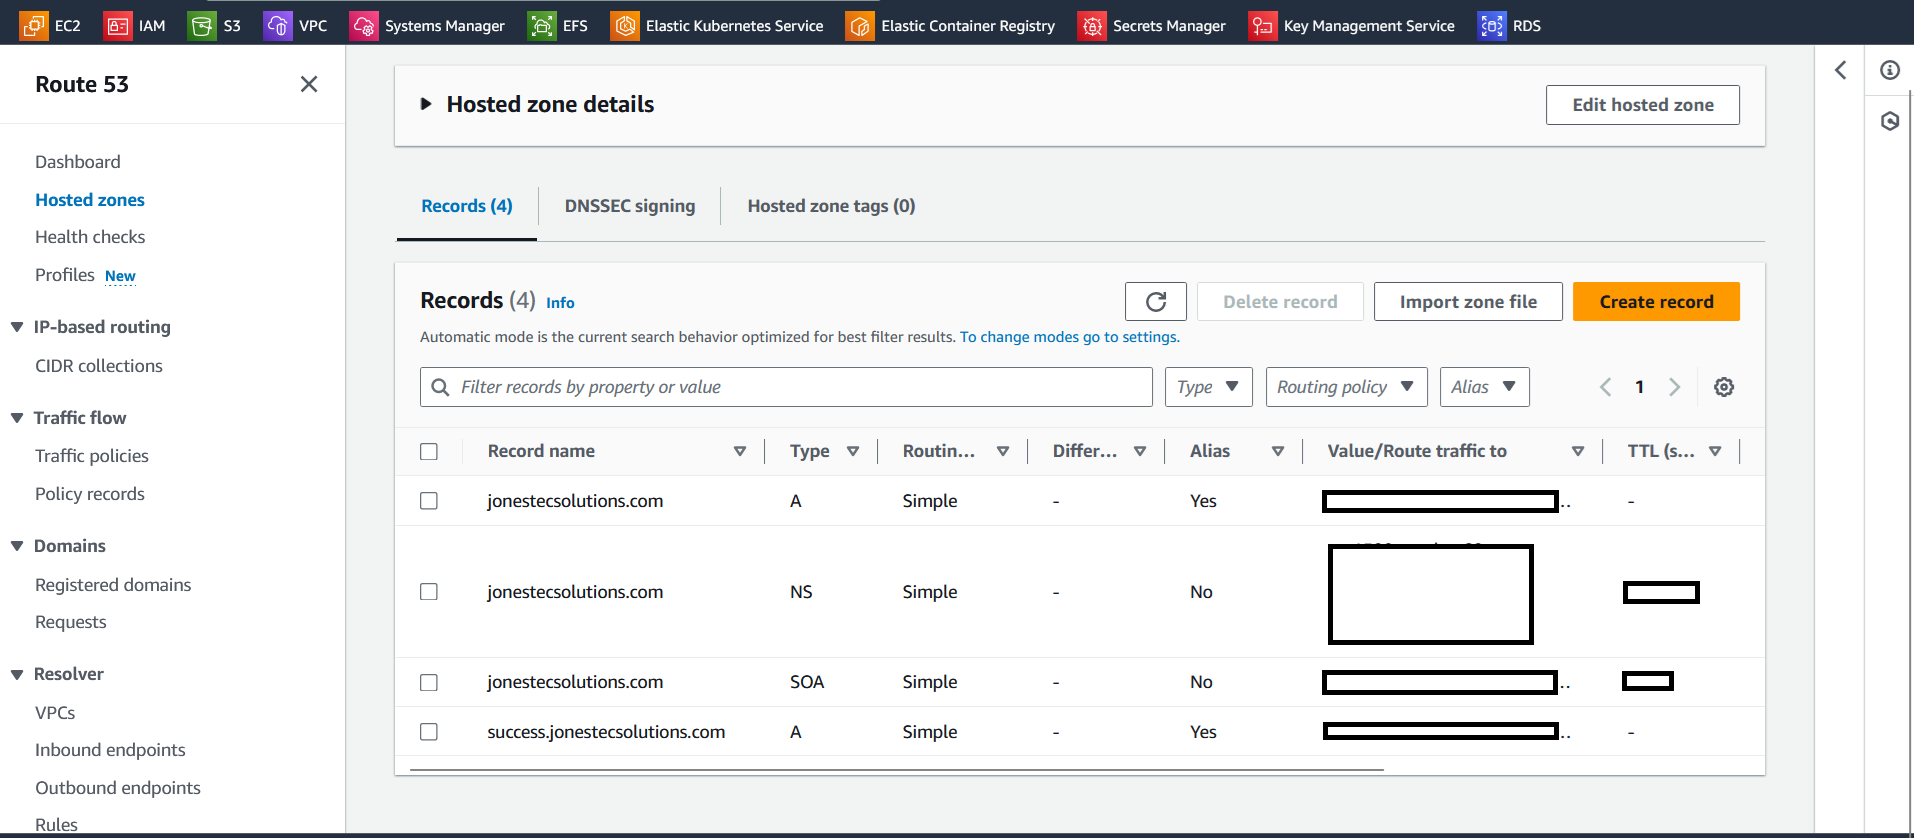 EC2 IAM S3 VPC Systems Manager EFS Elastic Kubernetes Service Elastic Container Registry Secrets Manager Key Management Service RDS
Route 53
Dashboard
Hosted zones
Health checks
Profiles New
IP-based routing
CIDR collections
Traffic flow
Traffic policies
Policy records
Domains
Registered domains
Requests
Resolver
VPCs
Inbound endpoints
Outbound endpoints
Rules
Hosted zone details
Edit hosted zone
Records (4) DNSSEC signing Hosted zone tags (0)
Records (4) Info
Delete record Import zone file Create record
Automatic mode is the current search behavior optimized for best filter results. To change modes go to settings.
Filter records by property or value Type Routing policy Alias 1
Record name Type Routin... Differ... Alias Value/Route traffic to TTL (s...
jonestecsolutions.com A Simple - Yes .. -
jonestecsolutions.com NS Simple - No
jonestecsolutions.com SOA Simple - No ..
success.jonestecsolutions.com A Simple - Yes .. -